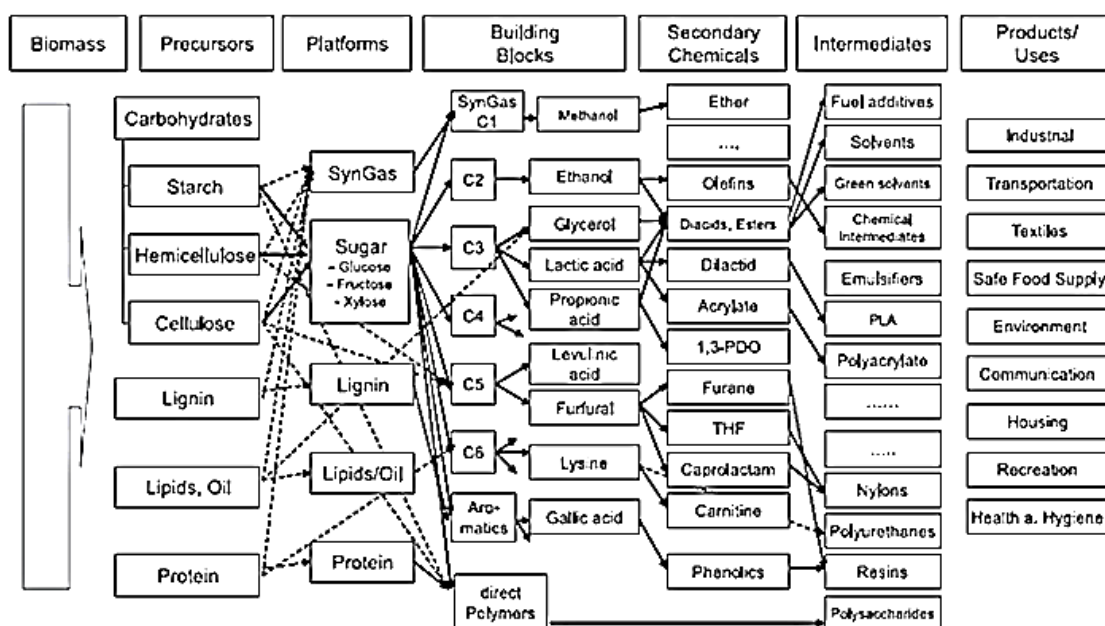 Biomass
Precursors
Platforms
Building
Blocks
Secondary
Chemicals
Intermediates
Products/
Uses
Carbohydrates
Starch
Hemicellulose
Cellulose
Lignin
Lipids, Oil
Protein
SynGas
Sugar
- Glucose
- Fructose
- Xylose
Lignin
Lipids/Oil
Protein
SynGas
C1
C2
C3
C4
C5
C6
Aro-
matics
direct
Polymers
Methanol
Ethanol
Glycerol
Lactic acid
Propionic
acid
Levulinic
acid
Furfural
Lysine
Gallic acid
Ether
....,
Olefins
Diacids, Esters
Dilactid
Acrylate
1,3-PDO
Furane
THF
Caprolactam
Carnitine
Phenolics
Fuel additives
Solvents
Green solvents
Chemical
Intermediates
Emulsifiers
PLA
Polyacrylate
......
.....
Nylons
Polyurethanes
Resins
Polysaccharides
Industrial
Transportation
Textiles
Safe Food Supply
Environment
Communication
Housing
Recreation
Health a. Hygiene